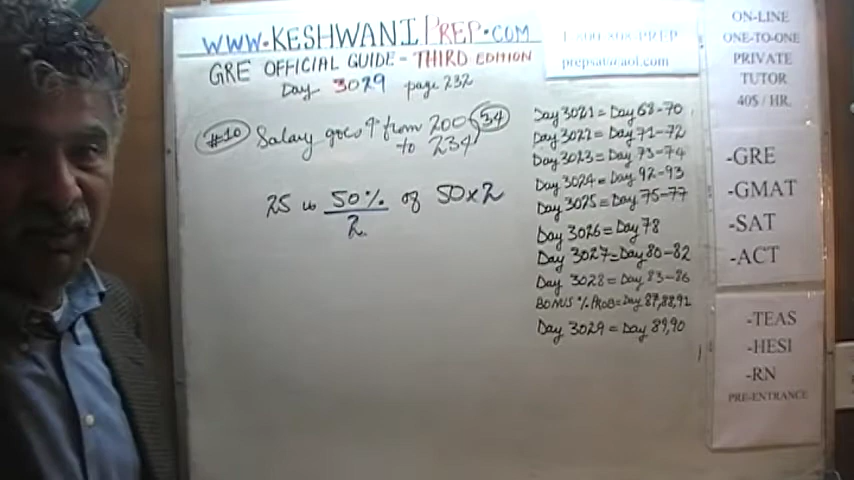 WWW.KESHWANIPREP.COM
GRE OFFICIAL GUIDE - THIRD EDITION
Day 3029 page 232
#10 Salary goes ↑ from 200 34
to 234
25 is 50% of 50x2
2
prepsat@aol.com
Day 3021 = Day 68-70
Day 3022 = Day 71-72
Day 3023 = Day 73-74
Day 3024 = Day 92-93
Day 3025 = Day 75-77
Day 3026 = Day 78
Day 3027 = Day 80-82
Day 3028 = Day 83-86
BONUS % PROB = Day 87,88,91
Day 3029 = Day 89,90
ON-LINE
ONE-TO-ONE
PRIVATE
TUTOR
40$ / HR.
-GRE
-GMAT
-SAT
-ACT
-TEAS
-HESI
-RN
PRE-ENTRANCE